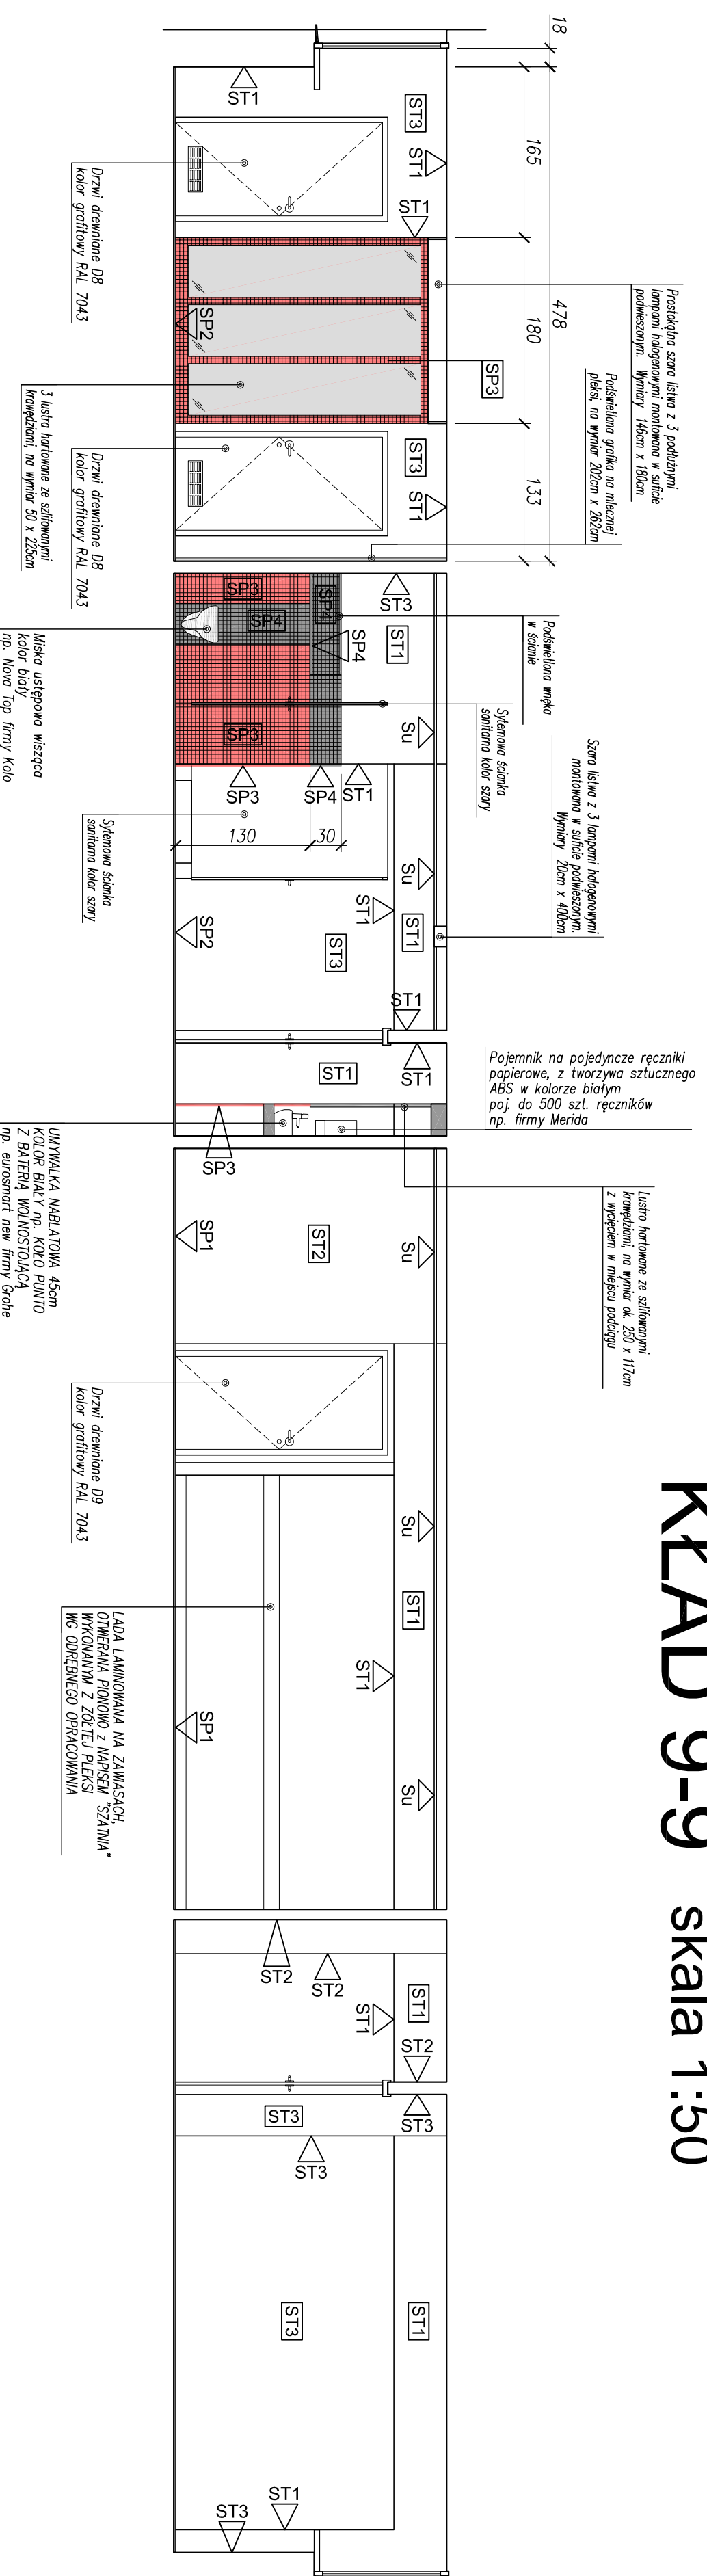 KŁAD 9-9 skala 1:50
18
478
165
180
133
Prostokątna szara listwa z 3 podłużnymi
lampami halogenowymi montowana w suficie
podwieszonym. Wymiary 146cm x 180cm
Podświetlona grafika na mlecznej
pleksi, na wymiar 202cm x 262cm
ST1
ST3
ST1
ST1
SP3
SP2
ST3
ST1
Drzwi drewniane D8
kolor grafitowy RAL 7043
3 lustra hartowane ze szlifowanymi
krawędziami, na wymiar 50 x 225cm
Drzwi drewniane D8
kolor grafitowy RAL 7043
Podświetlona wnęka
w ścianie
Sytemowa ścianka
sanitarna kolor szary
Szara listwa z 3 lampami halogenowymi
montowana w suficie podwieszonym.
Wymiary 20cm x 400cm
ST3
ST1
Su
SP3
SP4
SP4
SP4
SP3
SP3
SP4
ST1
130
30
Su
ST1
ST1
ST3
SP2
ST1
ST1
ST1
Miska ustępowa wisząca
kolor biały
np. Nova Top firmy Kolo
Sytemowa ścianka
sanitarna kolor szary
Pojemnik na pojedyncze ręczniki
papierowe, z tworzywa sztucznego
ABS w kolorze białym
poj. do 500 szt. ręczników
np. firmy Merida
Lustro hartowane ze szlifowanymi
krawędziami, na wymiar ok. 250 x 117cm
z wycięciem w miejscu podciągu
SP3
UMYWALKA NABLATOWA 45cm
KOLOR BIAŁY np. KOŁO PUNTO
Z BATERIĄ WOLNOSTOJĄCĄ
np. eurosmart new firmy Grohe
SP1
ST2
Su
Drzwi drewniane D9
kolor grafitowy RAL 7043
Su
ST1
ST1
SP1
Su
LADA LAMINOWANA NA ZAWIASACH,
OTWIERANA PIONOWO z NAPISEM "SZATNIA"
WYKONANYM Z ŻÓŁTEJ PLEKSI
WG ODRĘBNEGO OPRACOWANIA
ST2
ST2
ST1
ST1
ST2
ST3
ST3
ST3
ST3
ST1
ST1
ST3